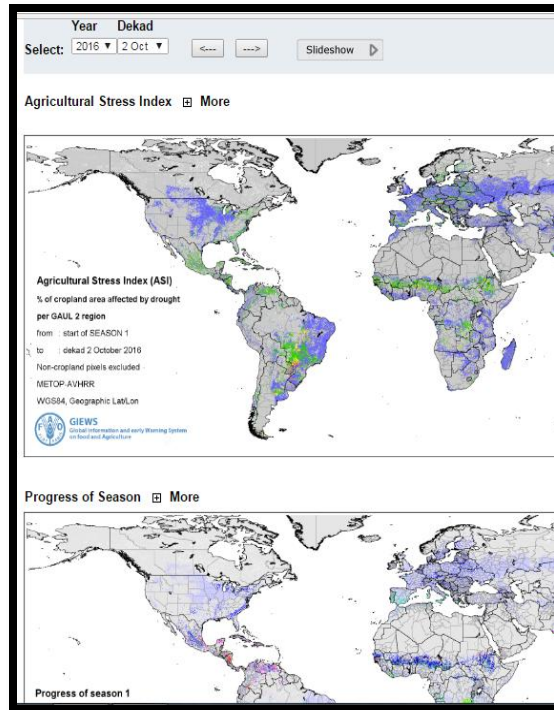 Year Dekad
Select: 2016 2 Oct <--- ---> Slideshow
Agricultural Stress Index More
Agricultural Stress Index (ASI)
% of cropland area affected by drought
per GAUL 2 region
from : start of SEASON 1
to : dekad 2 October 2016
Non-cropland pixels excluded
METOP-AVHRR
WGS84, Geographic Lat/Lon
FAO
GIEWS
Global Information and early Warning System
on food and Agriculture
Progress of Season More
Progress of season 1